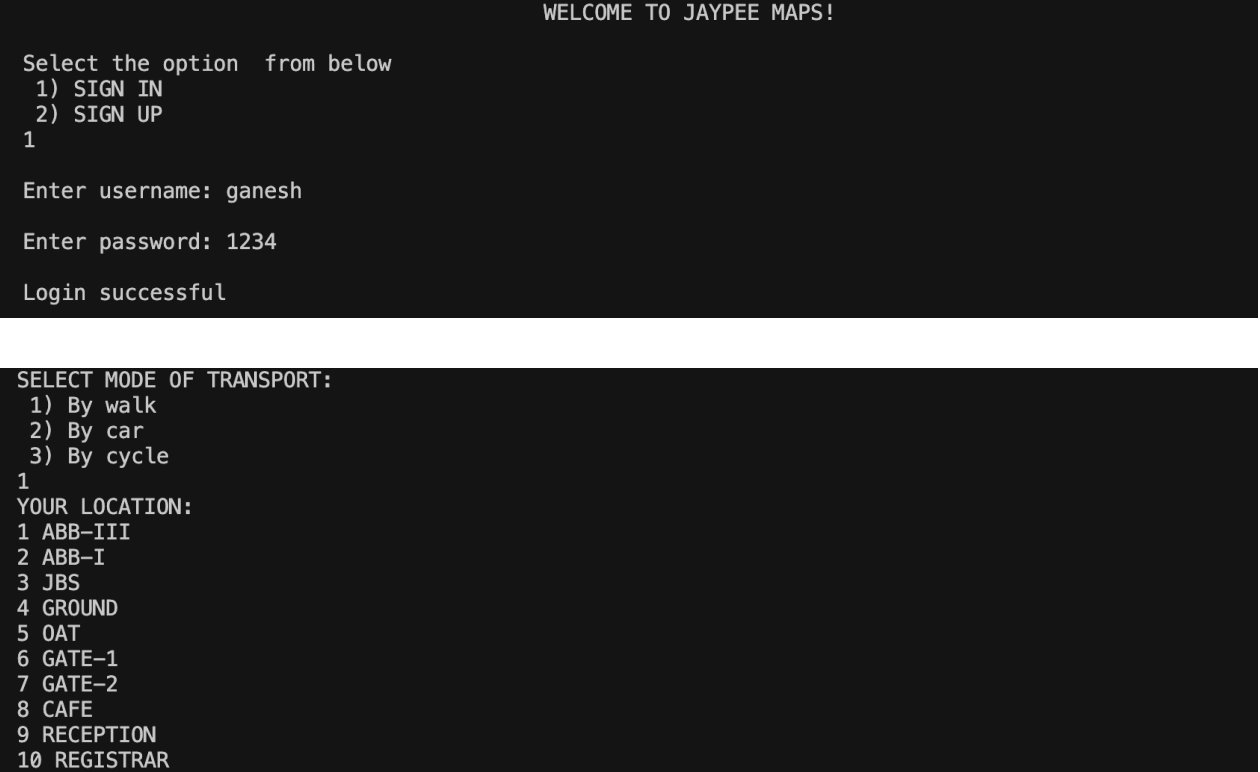 WELCOME TO JAYPEE MAPS!
Select the option  from below
1) SIGN IN
2) SIGN UP
1
Enter username: ganesh
Enter password: 1234
Login successful
SELECT MODE OF TRANSPORT:
1) By walk
2) By car
3) By cycle
1
YOUR LOCATION:
1 ABB-III
2 ABB-I
3 JBS
4 GROUND
5 OAT
6 GATE-1
7 GATE-2
8 CAFE
9 RECEPTION
10 REGISTRAR